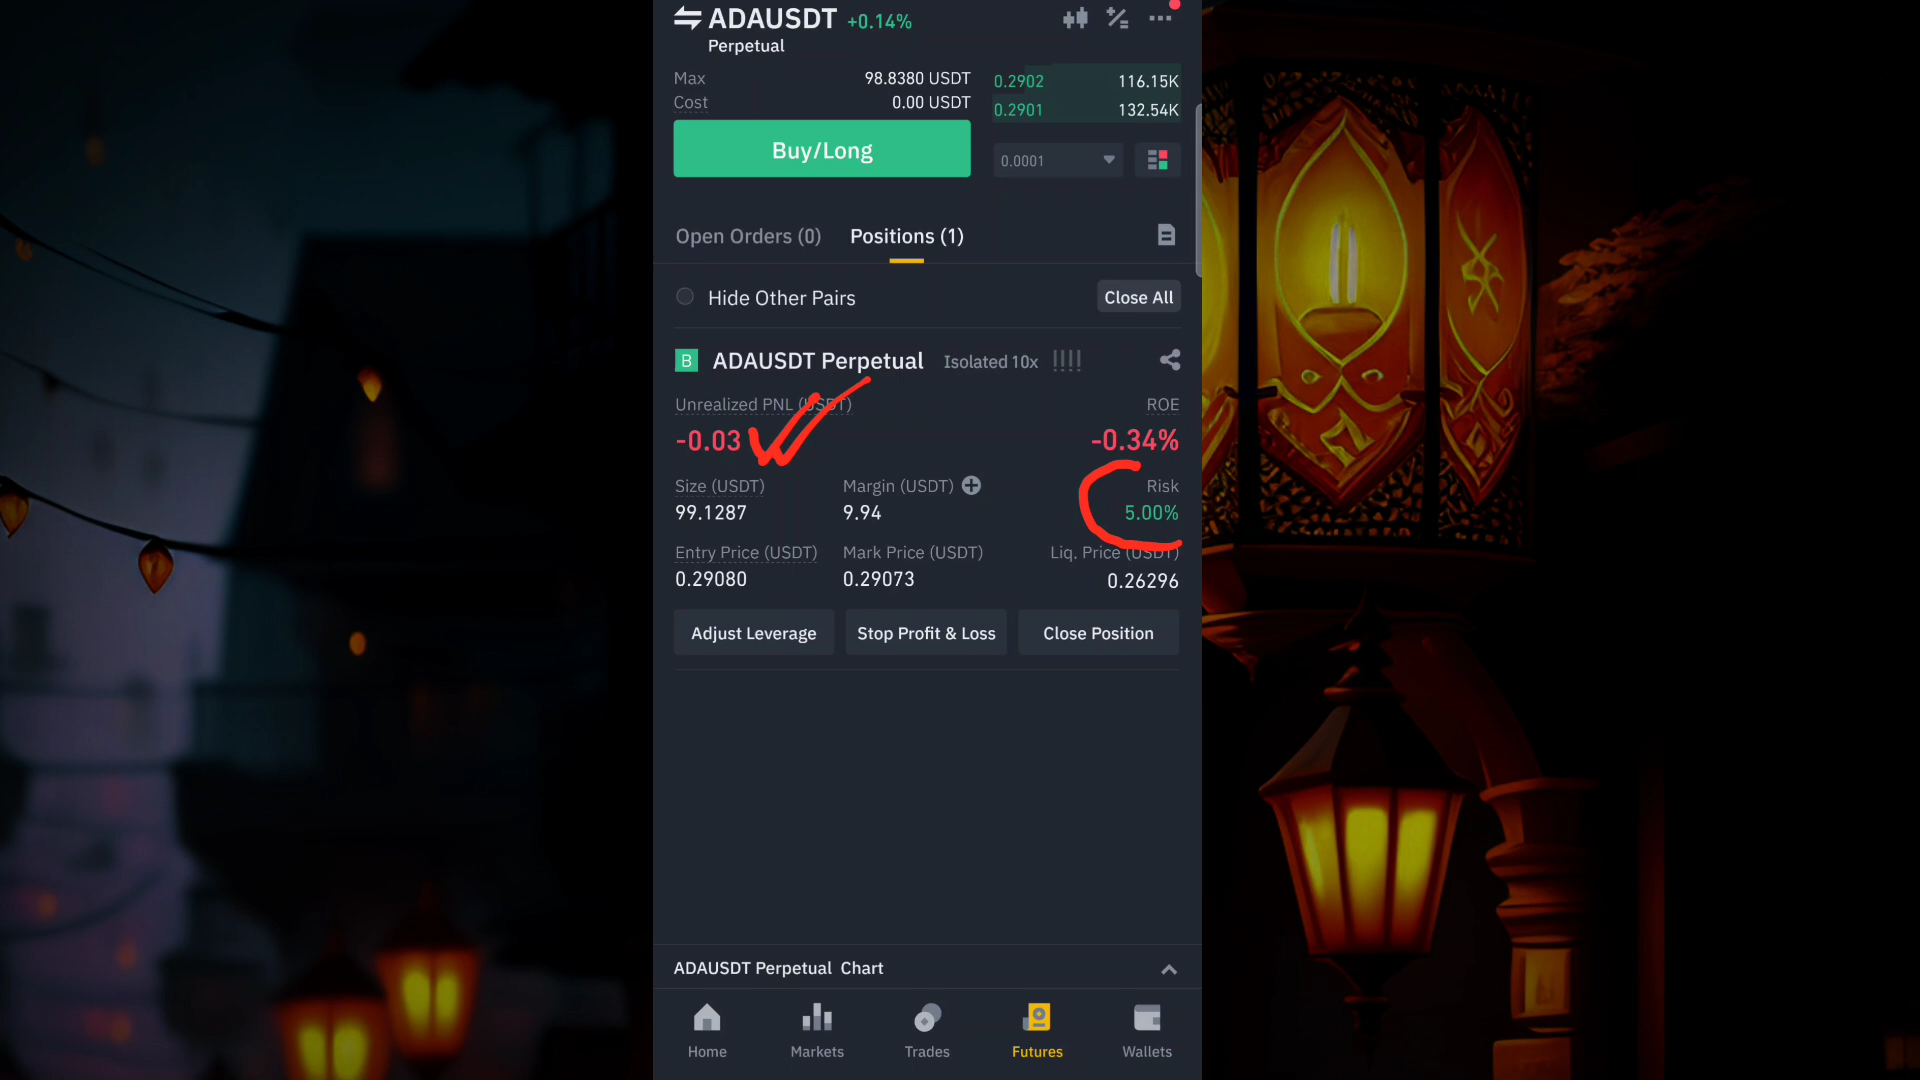 ADAUSDT +0.14%
Perpetual
Max 98.8380 USDT
Cost 0.00 USDT
0.2902 116.15K
0.2901 132.54K
Buy/Long
0.0001
Open Orders (0) Positions (1)
Hide Other Pairs
Close All
B ADAUSDT Perpetual Isolated 10x !!!!
Unrealized PNL (USDT) ROE
-0.03 -0.34%
Size (USDT) Margin (USDT) Risk
99.1287 9.94 5.00%
Entry Price (USDT) Mark Price (USDT) Liq. Price (USDT)
0.29080 0.29073 0.26296
Adjust Leverage Stop Profit & Loss Close Position
ADAUSDT Perpetual Chart
Home Markets Trades Futures Wallets